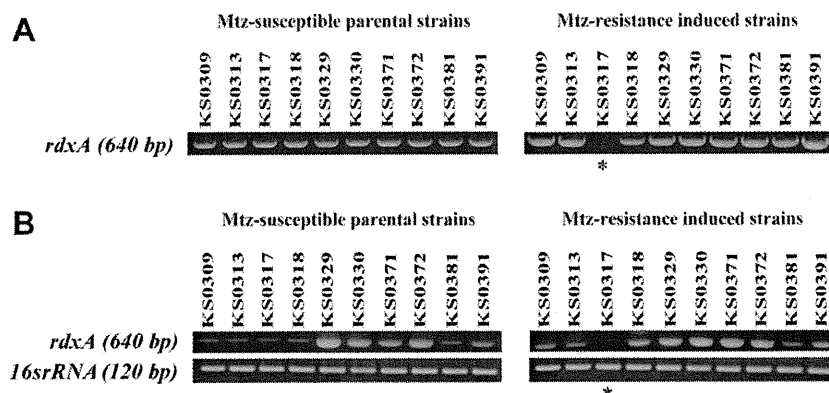 A
Mtz-susceptible parental strains
Mtz-resistance induced strains
KS0309
KS0313
KS0317
KS0318
KS0329
KS0330
KS0371
KS0372
KS0381
KS0391
KS0309
KS0313
KS0317
KS0318
KS0329
KS0330
KS0371
KS0372
KS0381
KS0391
rdxA (640 bp)
*
B
Mtz-susceptible parental strains
Mtz-resistance induced strains
KS0309
KS0313
KS0317
KS0318
KS0329
KS0330
KS0371
KS0372
KS0381
KS0391
KS0309
KS0313
KS0317
KS0318
KS0329
KS0330
KS0371
KS0372
KS0381
KS0391
rdxA (640 bp)
16srRNA (120 bp)
*